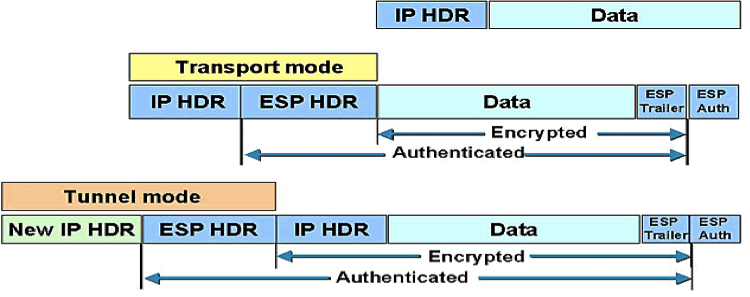 IP HDR Data
Transport mode
IP HDR ESP HDR Data ESP Trailer ESP Auth
Encrypted
Authenticated
Tunnel mode
New IP HDR ESP HDR IP HDR Data ESP Trailer ESP Auth
Encrypted
Authenticated